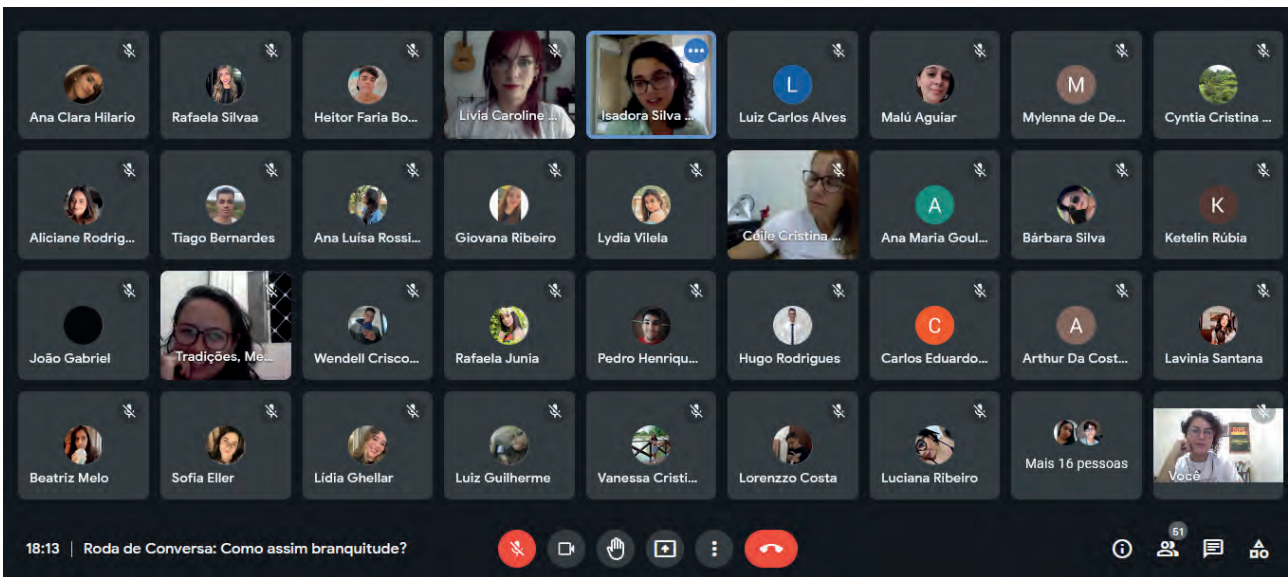 Ana Clara Hilario
Rafaela Silvaa
Heitor Faria Bo...
Lívia Caroline ...
Isadora Silva ...
L
Luiz Carlos Alves
Malú Aguiar
M
Mylenna de De...
Cyntia Cristina ...
Aliciane Rodrig...
Tiago Bernardes
Ana Luísa Rossi...
Giovana Ribeiro
Lydia Vilela
Céile Cristina ...
A
Ana Maria Goul...
Bárbara Silva
K
Ketelin Rúbia
João Gabriel
Tradições, Me...
Wendell Crisco...
Rafaela Junia
Pedro Henriqu...
Hugo Rodrigues
C
Carlos Eduardo...
A
Arthur Da Cost...
Lavinia Santana
Beatriz Melo
Sofia Eller
Lídia Ghellar
Luiz Guilherme
Vanessa Cristi...
Lorenzzo Costa
Luciana Ribeiro
Mais 16 pessoas
Você
18:13 | Roda de Conversa: Como assim branquitude?
51